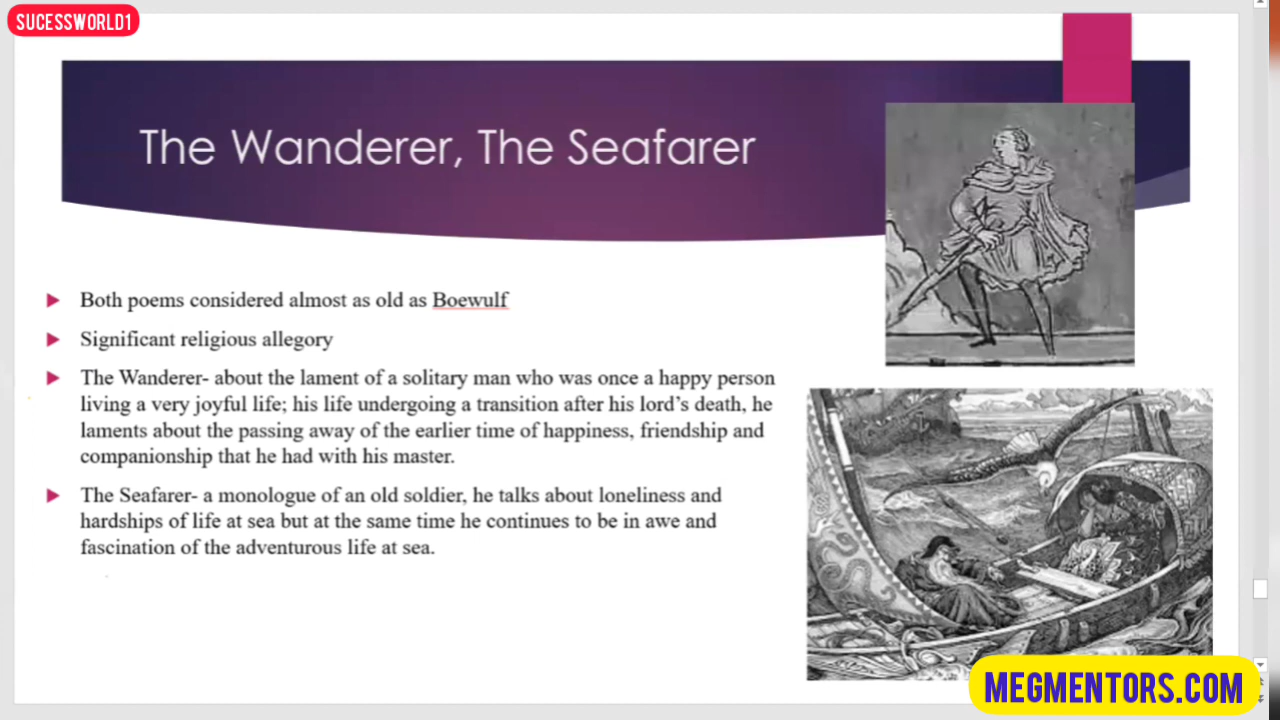 SUCESSWORLD1
The Wanderer, The Seafarer
Both poems considered almost as old as Boewulf
Significant religious allegory
The Wanderer- about the lament of a solitary man who was once a happy person
living a very joyful life; his life undergoing a transition after his lord's death, he
laments about the passing away of the earlier time of happiness, friendship and
companionship that he had with his master.
The Seafarer- a monologue of an old soldier, he talks about loneliness and
hardships of life at sea but at the same time he continues to be in awe and
fascination of the adventurous life at sea.
MEGMENTORS.COM